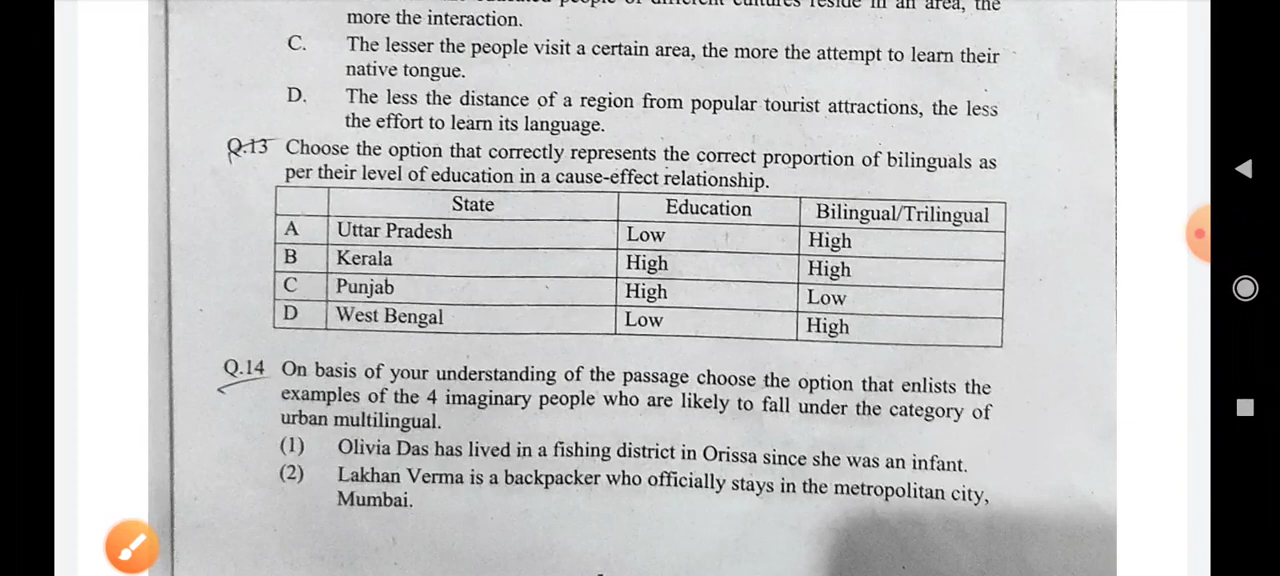 more the interaction.
C. The lesser the people visit a certain area, the more the attempt to learn their
native tongue.
D. The less the distance of a region from popular tourist attractions, the less
the effort to learn its language.
Q.13 Choose the option that correctly represents the correct proportion of bilinguals as
per their level of education in a cause-effect relationship.
State Education Bilingual/Trilingual
A Uttar Pradesh Low High
B Kerala High High
C Punjab High Low
D West Bengal Low High
Q.14 On basis of your understanding of the passage choose the option that enlists the
examples of the 4 imaginary people who are likely to fall under the category of
urban multilingual.
(1) Olivia Das has lived in a fishing district in Orissa since she was an infant.
(2) Lakhan Verma is a backpacker who officially stays in the metropolitan city,
Mumbai.